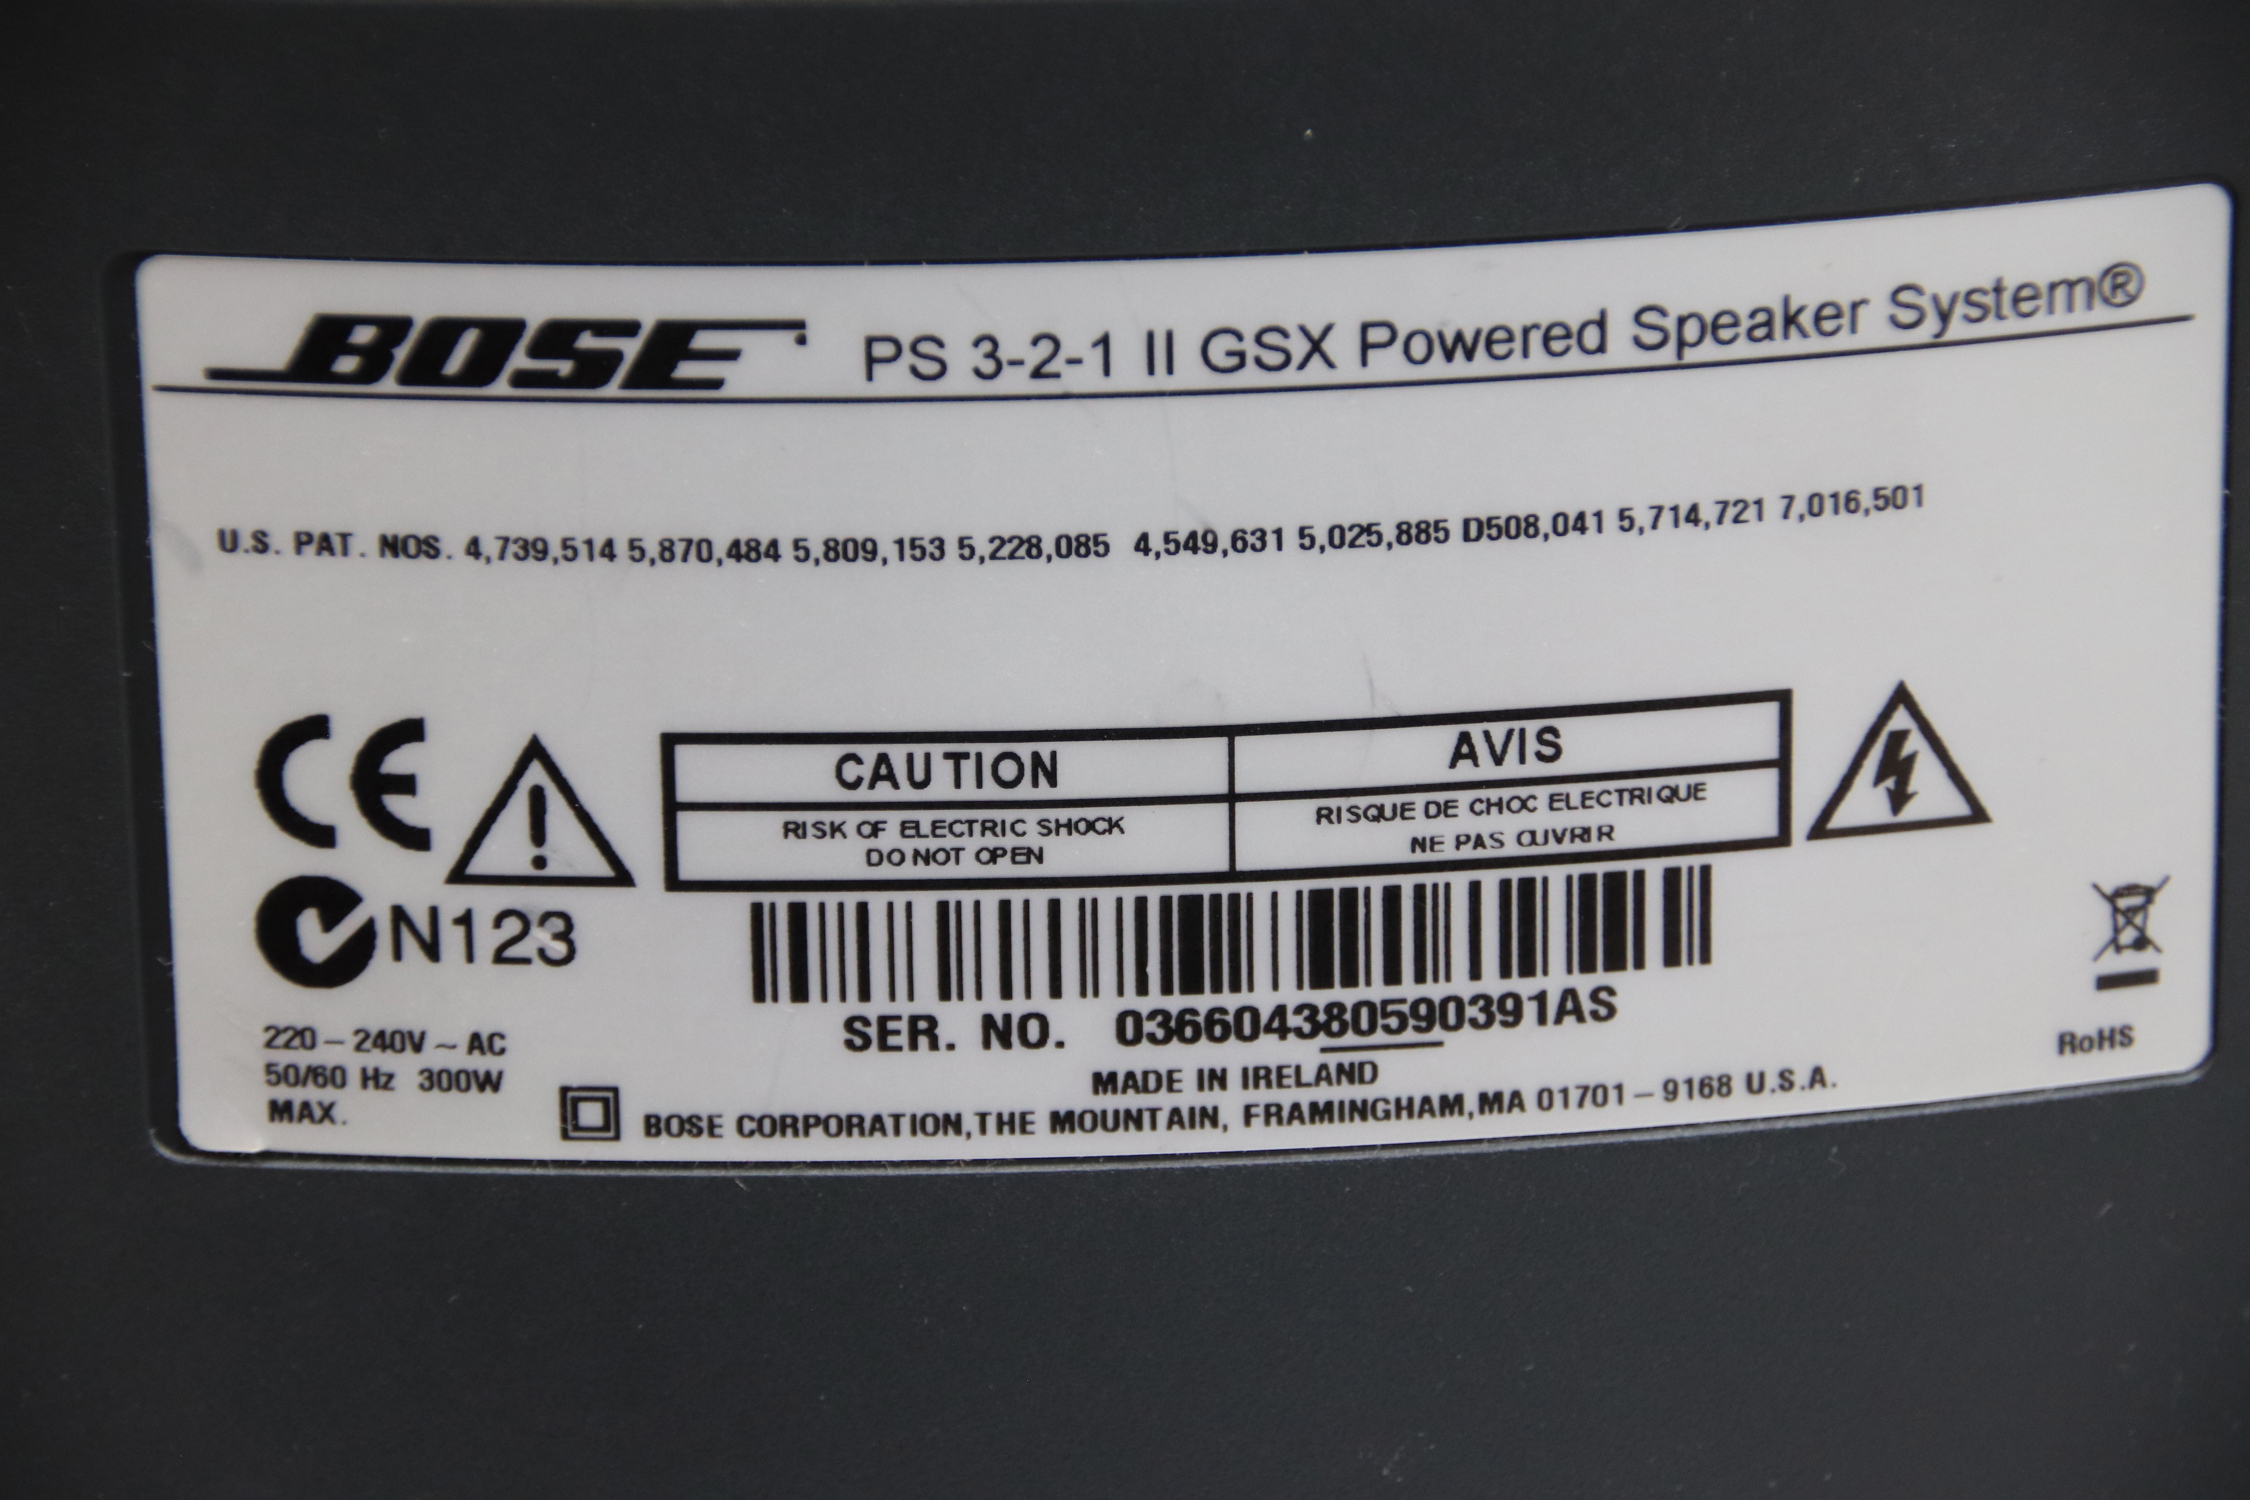 BOSE PS 3-2-1 II GSX Powered Speaker System®
U.S. PAT. NOS. 4,739,514 5,870,484 5,809,153 5,228,085 4,549,631 5,025,885 D508,041 5,714,721 7,016,501
CE
CAUTION
RISK OF ELECTRIC SHOCK
DO NOT OPEN
AVIS
RISQUE DE CHOC ELECTRIQUE
NE PAS OUVRIR
N123
SER. NO. 036604380590391AS
220 – 240V ~ AC
50/60 Hz 300W
MAX.
MADE IN IRELAND
BOSE CORPORATION, THE MOUNTAIN, FRAMINGHAM, MA 01701 – 9168 U.S.A.
RoHS